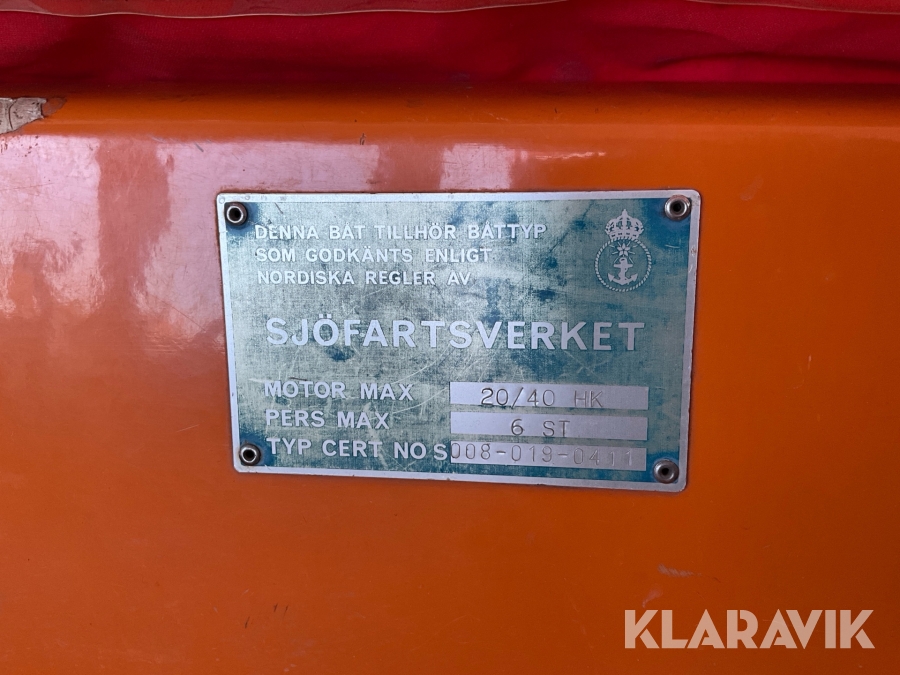 DENNA BÅT TILLHÖR BÅTTYP
SOM GODKÄNTS ENLIGT
NORDISKA REGLER AV
SJÖFARTSVERKET
MOTOR MAX 20/40 HK
PERS MAX 6 ST
TYP CERT NO S008-019-0411
KLARAVIK